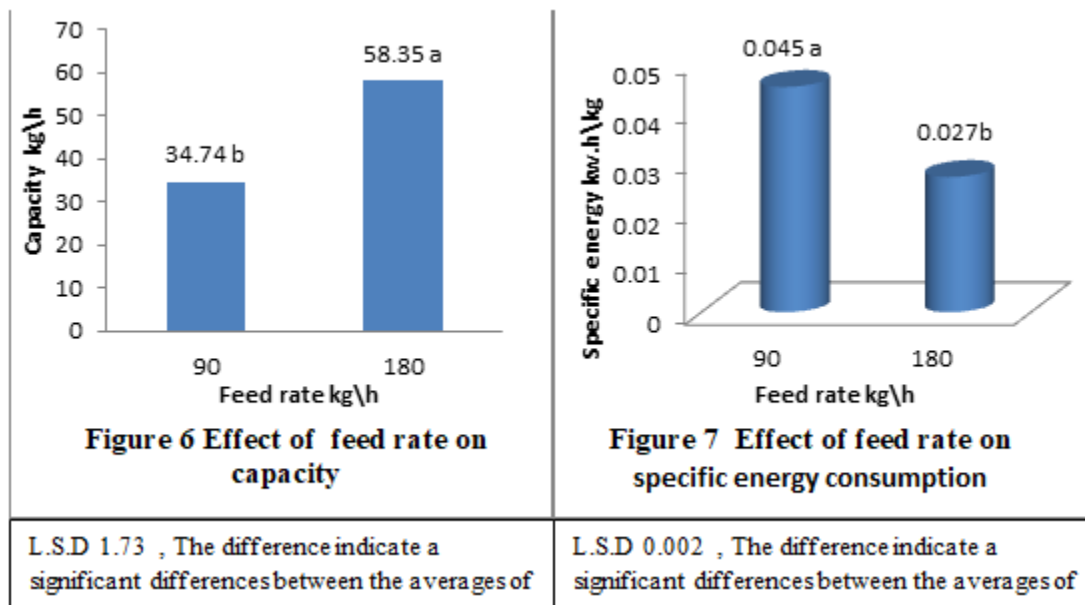 70
60
50
40
30
20
10
0
Capacity kg\h
34.74 b
58.35 a
90
180
Feed rate kg\h
Figure 6 Effect of feed rate on
capacity
L.S.D 1.73 , The difference indicate a
significant differences between the averages of
0.05
0.04
0.03
0.02
0.01
0
Specific energy kw.h\kg
0.045 a
0.027b
90
180
Feed rate kg\h
Figure 7 Effect of feed rate on
specific energy consumption
L.S.D 0.002 , The difference indicate a
significant differences between the averages of